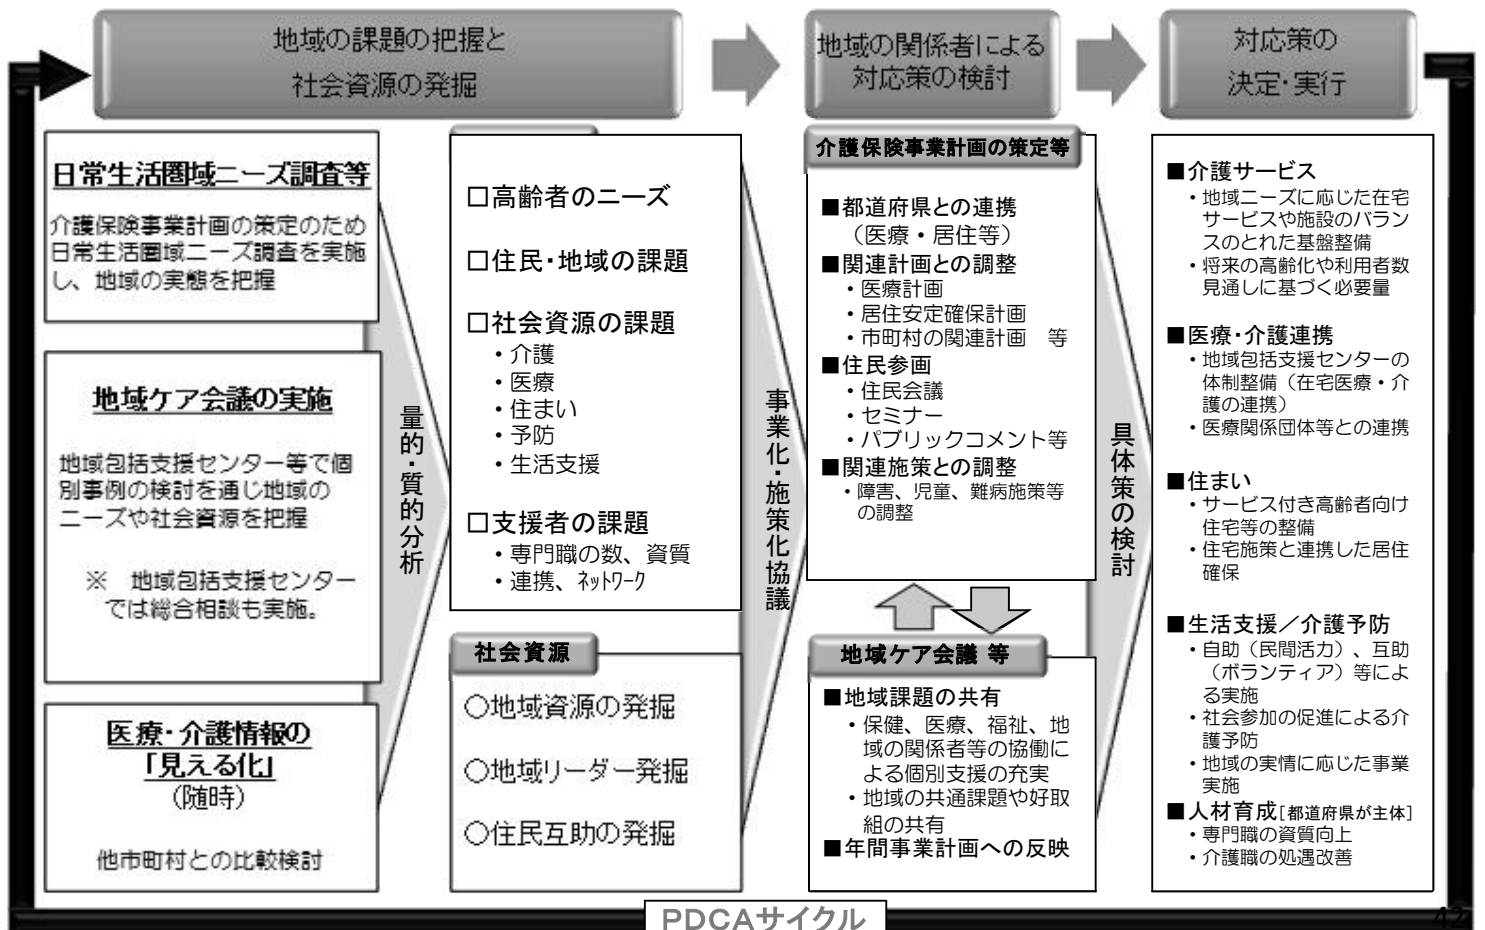 地域の課題の把握と
社会資源の発掘
地域の関係者による
対応策の検討
対応策の
決定・実行
日常生活圏域ニーズ調査等
介護保険事業計画の策定のため
日常生活圏域ニーズ調査を実施
し、地域の実態を把握
地域ケア会議の実施
地域包括支援センター等で個
別事例の検討を通じ地域の
ニーズや社会資源を把握
※　地域包括支援センター
では総合相談も実施。
医療・介護情報の
「見える化」
（随時）
他市町村との比較検討
量的・質的分析
□高齢者のニーズ
□住民・地域の課題
□社会資源の課題
・介護
・医療
・住まい
・予防
・生活支援
□支援者の課題
・専門職の数、資質
・連携、ﾈｯﾄﾜｰｸ
社会資源
○地域資源の発掘
○地域リーダー発掘
○住民互助の発掘
事業化・施策化協議
介護保険事業計画の策定等
■都道府県との連携
（医療・居住等）
■関連計画との調整
・医療計画
・居住安定確保計画
・市町村の関連計画　等
■住民参画
・住民会議
・セミナー
・パブリックコメント等
■関連施策との調整
・障害、児童、難病施策等
の調整
地域ケア会議 等
■地域課題の共有
・保健、医療、福祉、地
域の関係者等の協働に
よる個別支援の充実
・地域の共通課題や好取
組の共有
■年間事業計画への反映
具体策の検討
■介護サービス
・地域ニーズに応じた在宅
サービスや施設のバラン
スのとれた基盤整備
・将来の高齢化や利用者数
見通しに基づく必要量
■医療・介護連携
・地域包括支援センターの
体制整備（在宅医療・介
護の連携）
・医療関係団体等との連携
■住まい
・サービス付き高齢者向け
住宅等の整備
・住宅施策と連携した居住
確保
■生活支援／介護予防
・自助（民間活力）、互助
（ボランティア）等によ
る実施
・社会参加の促進による介
護予防
・地域の実情に応じた事業
実施
■人材育成[都道府県が主体]
・専門職の資質向上
・介護職の処遇改善
PDCAサイクル
42